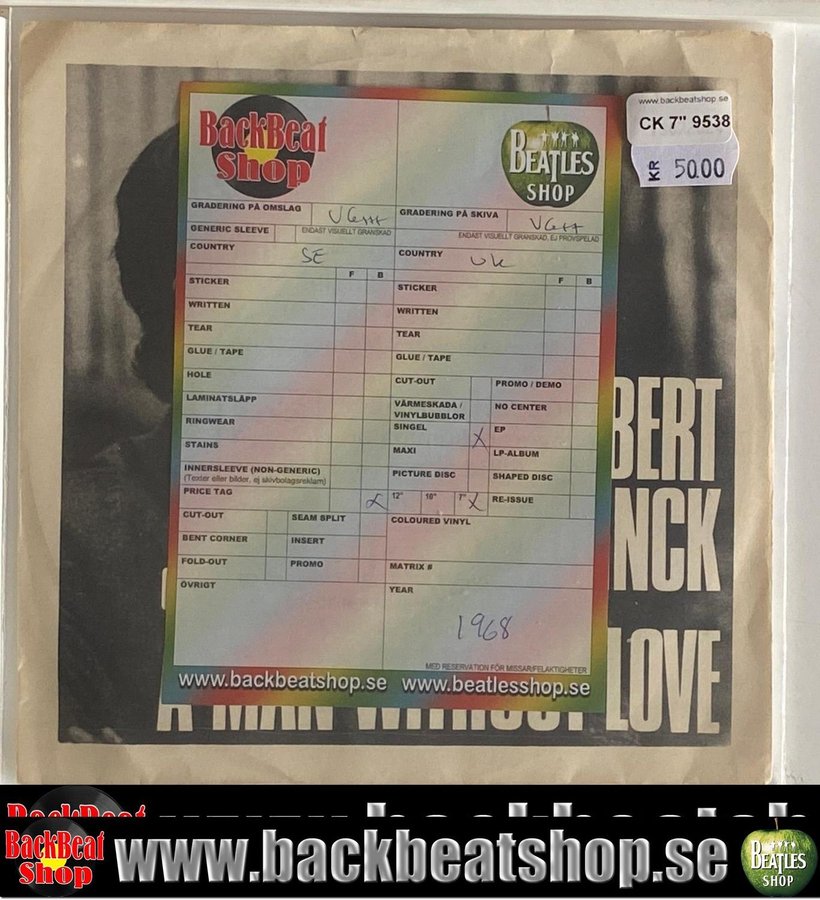 www.backbeatshop.se
CK 7" 9538
KR 50.00
BackBeat
Shop
BEATLES
SHOP
GRADERING PÅ OMSLAG VG+++
GRADERING PÅ SKIVA VG++
GENERIC SLEEVE
ENDAST VISUELLT GRANSKAD
ENDAST VISUELLT GRANSKAD, EJ PROVSPELAD
COUNTRY SE
COUNTRY UK
F B
F B
STICKER
STICKER
WRITTEN
WRITTEN
TEAR
TEAR
GLUE / TAPE
GLUE / TAPE
HOLE
CUT-OUT
PROMO / DEMO
LAMINATSLÄPP
VÄRMESKADA /
VINYLBUBBLOR
NO CENTER
RINGWEAR
SINGEL X
EP
STAINS
MAXI
LP-ALBUM
INNERSLEEVE (NON-GENERIC)
(Texter eller bilder, ej skivbolagsreklam)
PICTURE DISC
SHAPED DISC
PRICE TAG X
12" 10" 7" X
RE-ISSUE
CUT-OUT
SEAM SPLIT
COLOURED VINYL
BENT CORNER
INSERT
FOLD-OUT
PROMO
MATRIX #
ÖVRIGT
YEAR
1968
MED RESERVATION FÖR MISSAR/FELAKTIGHETER
www.backbeatshop.se www.beatlesshop.se
BERT
NCK
A MAN WITHOUT LOVE
BackBeat
BackBeat
Shop
www.backbeatshop.se
BEATLES
SHOP